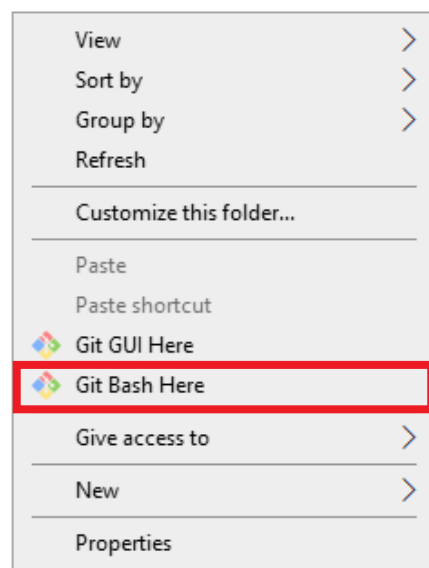 View
Sort by
Group by
Refresh
Customize this folder...
Paste
Paste shortcut
Git GUI Here
Git Bash Here
Give access to
New
Properties